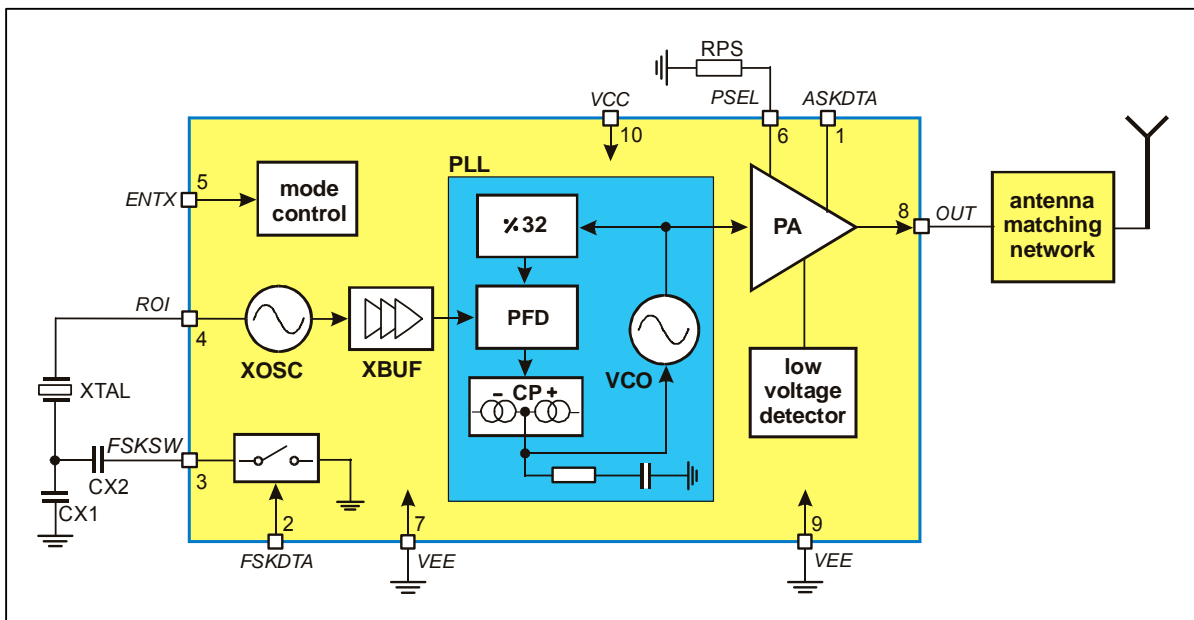 RPS
VCC
PSEL
ASKDTA
10
6
1
PLL
ENTX
5
mode
control
÷32
PA
8
OUT
antenna
matching
network
ROI
4
XOSC
XBUF
PFD
VCO
low
voltage
detector
XTAL
- CP +
FSKSW
3
CX2
CX1
2
FSKDTA
7
VEE
9
VEE